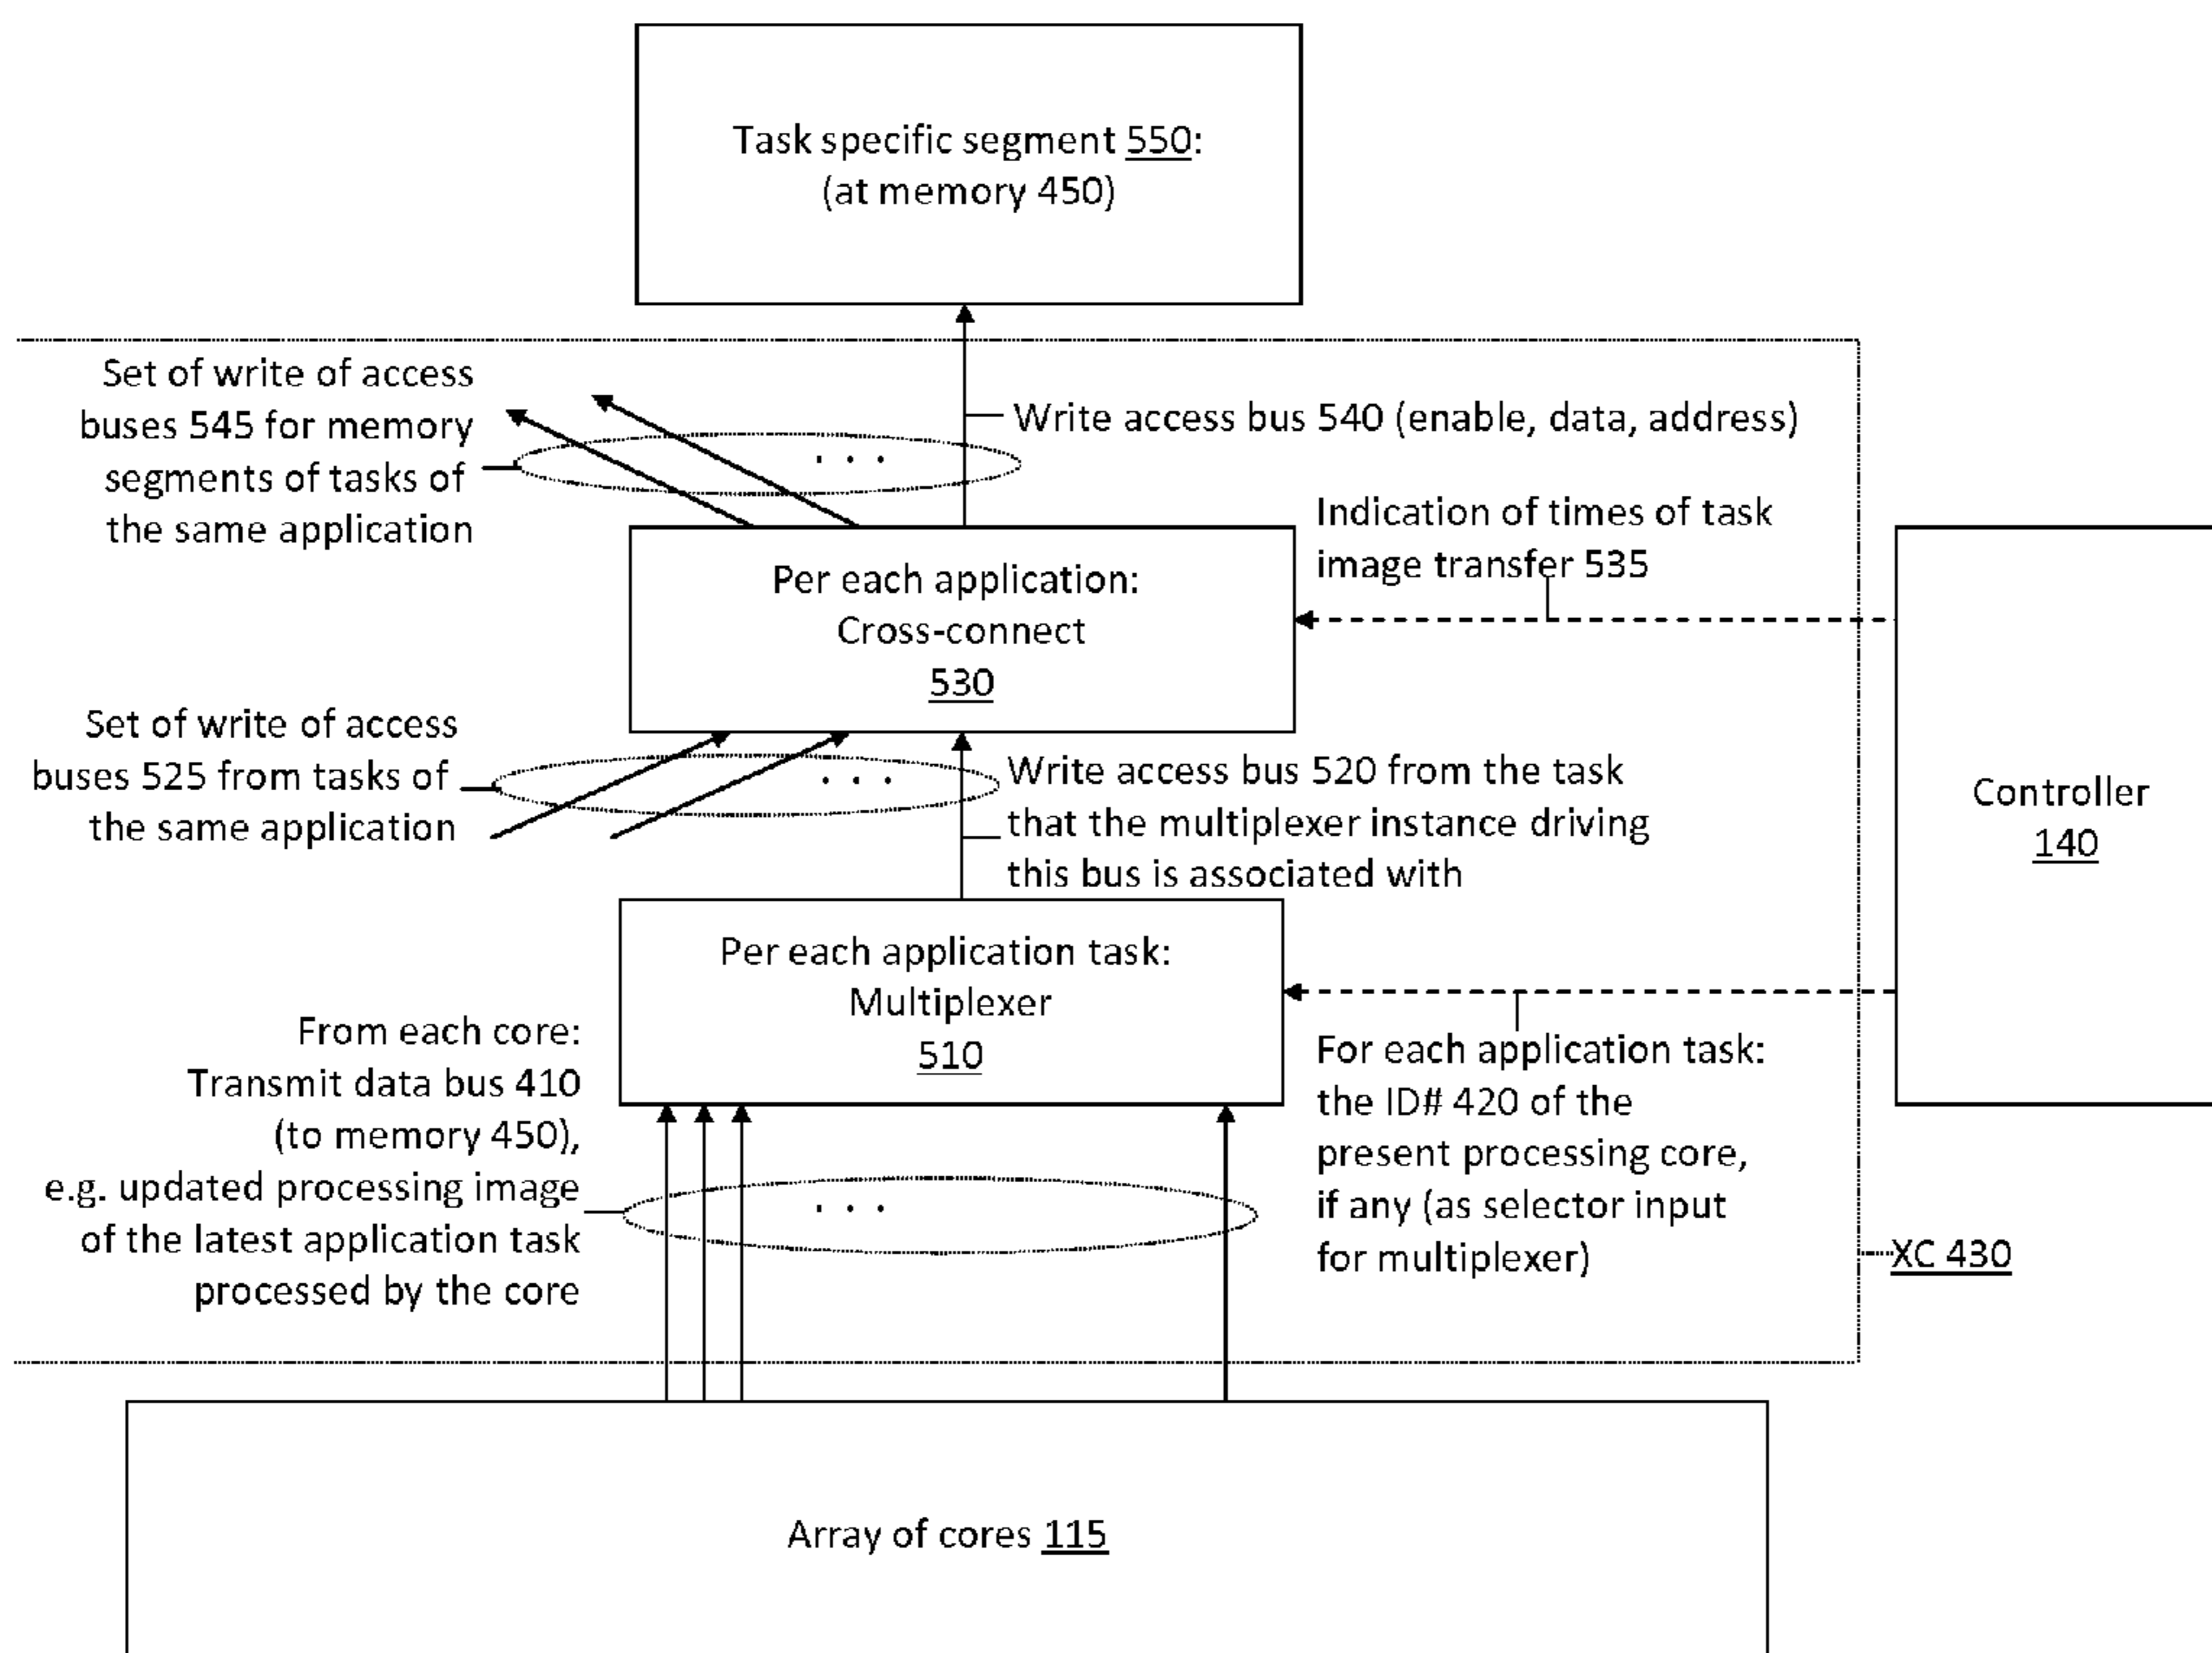 Task specific segment 550:
(at memory 450)
Set of write of access
buses 545 for memory
segments of tasks of
the same application
Write access bus 540 (enable, data, address)
. . .
Indication of times of task
image transfer 535
Per each application:
Cross-connect
530
Controller
140
Set of write of access
buses 525 from tasks of
the same application
. . .
Write access bus 520 from the task
that the multiplexer instance driving
this bus is associated with
Per each application task:
Multiplexer
510
From each core:
Transmit data bus 410
(to memory 450),
e.g. updated processing image
of the latest application task
processed by the core
. . .
For each application task:
the ID# 420 of the
present processing core,
if any (as selector input
for multiplexer)
XC 430
Array of cores 115